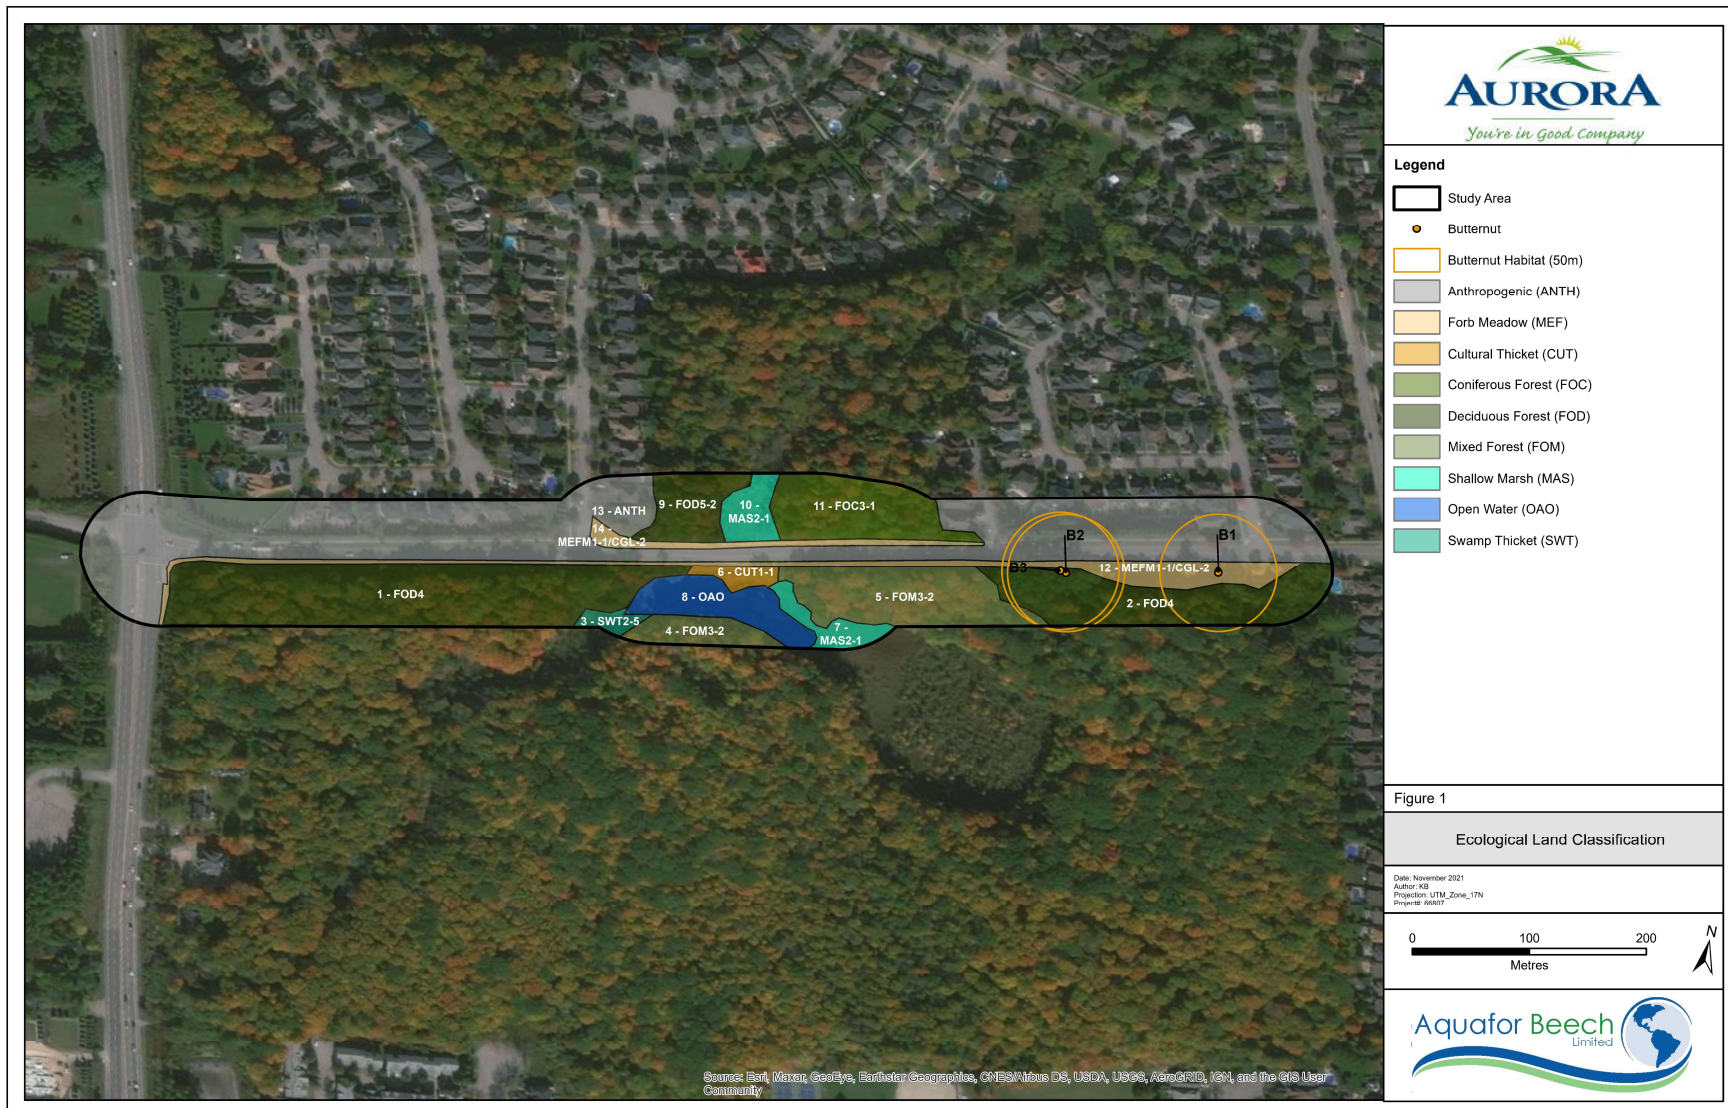 AURORA
You're in Good Company
Legend
Study Area
Butternut
Butternut Habitat (50m)
Anthropogenic (ANTH)
Forb Meadow (MEF)
Cultural Thicket (CUT)
Coniferous Forest (FOC)
Deciduous Forest (FOD)
Mixed Forest (FOM)
Shallow Marsh (MAS)
Open Water (OAO)
Swamp Thicket (SWT)
13 - ANTH
9 - FOD5-2
10 -
MAS2-1
11 - FOC3-1
14 -
MEFM1-1/CGL-2
B2
B1
B3
12 - MEFM1-1/CGL-2
6 - CUT1-1
1 - FOD4
8 - OAO
5 - FOM3-2
2 - FOD4
3 - SWT2-5
4 - FOM3-2
7 -
MAS2-1
Figure 1
Ecological Land Classification
Date: November 2021
Author: KB
Projection: UTM_Zone_17N
Project#: 66807
0 100 200
Metres
N
Aquafor Beech
Limited
Source: Esri, Maxar, GeoEye, Earthstar Geographics, CNES/Airbus DS, USDA, USGS, AeroGRID, IGN, and the GIS User
Community